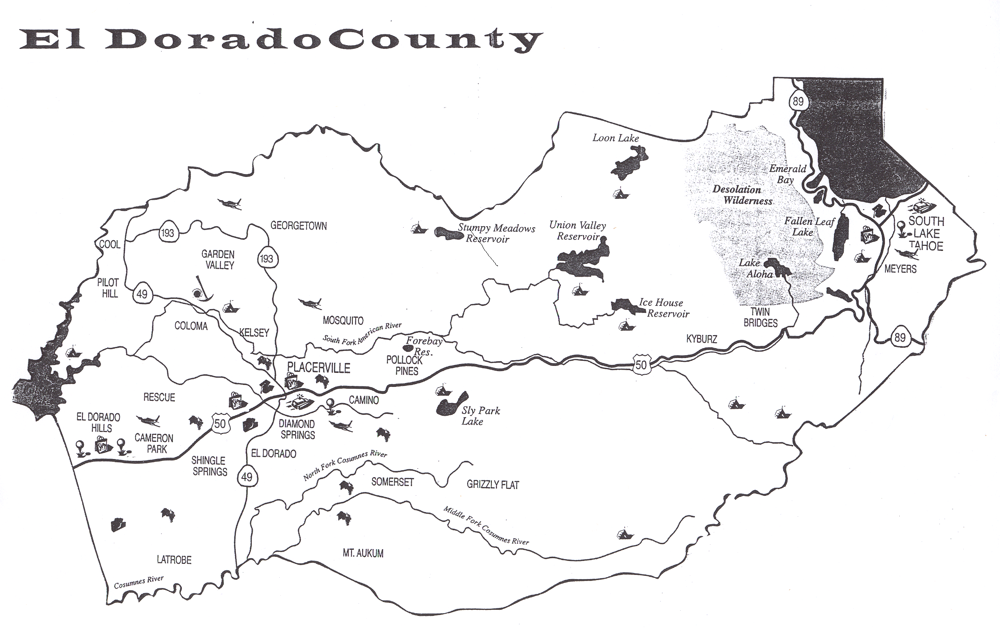 El Dorado County
89
Loon Lake
Emerald
Bay
Desolation
Wilderness
193
GEORGETOWN
Stumpy Meadows
Reservoir
Union Valley
Reservoir
Fallen Leaf
Lake
SOUTH
LAKE
TAHOE
COOL
GARDEN
VALLEY
193
Lake
Aloha
MEYERS
PILOT
HILL
49
Ice House
Reservoir
TWIN
BRIDGES
COLOMA
KELSEY
MOSQUITO
South Fork American River
Forebay
Res.
POLLOCK
PINES
KYBURZ
89
50
PLACERVILLE
RESCUE
CAMINO
Sly Park
Lake
EL DORADO
HILLS
CAMERON
PARK
50
DIAMOND
SPRINGS
SHINGLE
SPRINGS
EL DORADO
49
North Fork Cosumnes River
SOMERSET
GRIZZLY FLAT
Middle Fork Cosumnes River
MT. AUKUM
LATROBE
Cosumnes River